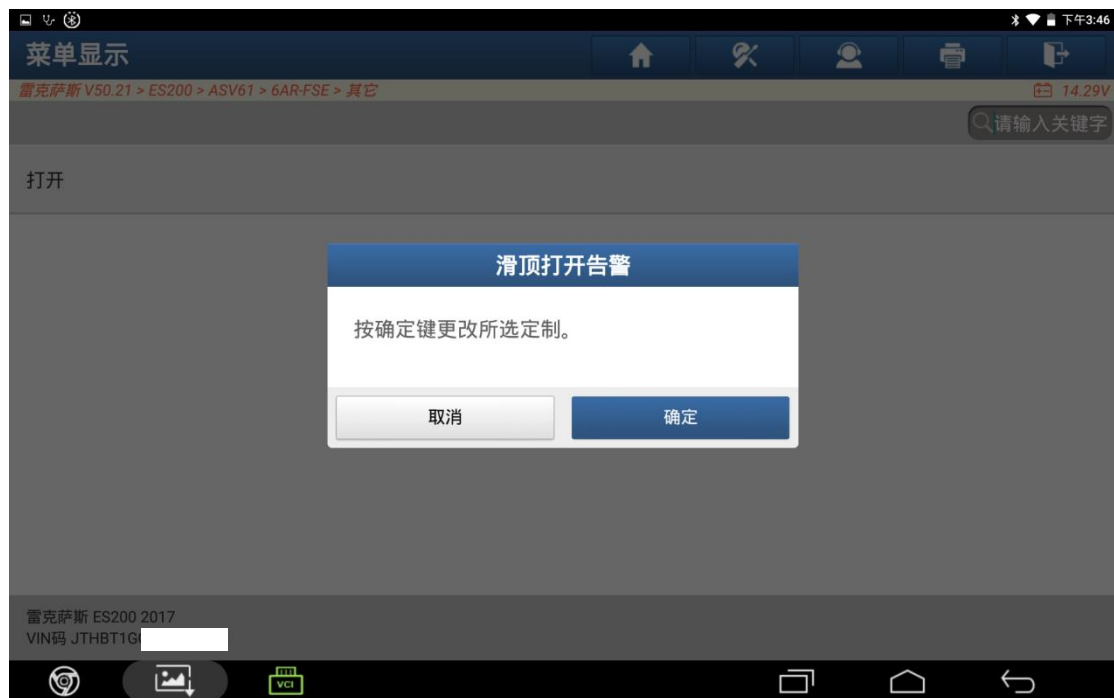 下午3:46
菜单显示
雷克萨斯 V50.21 > ES200 > ASV61 > 6AR-FSE > 其它
14.29V
请输入关键字
打开
滑顶打开告警
按确定键更改所选定制。
取消
确定
雷克萨斯 ES200 2017
VIN码 JTHBT1G
VCI